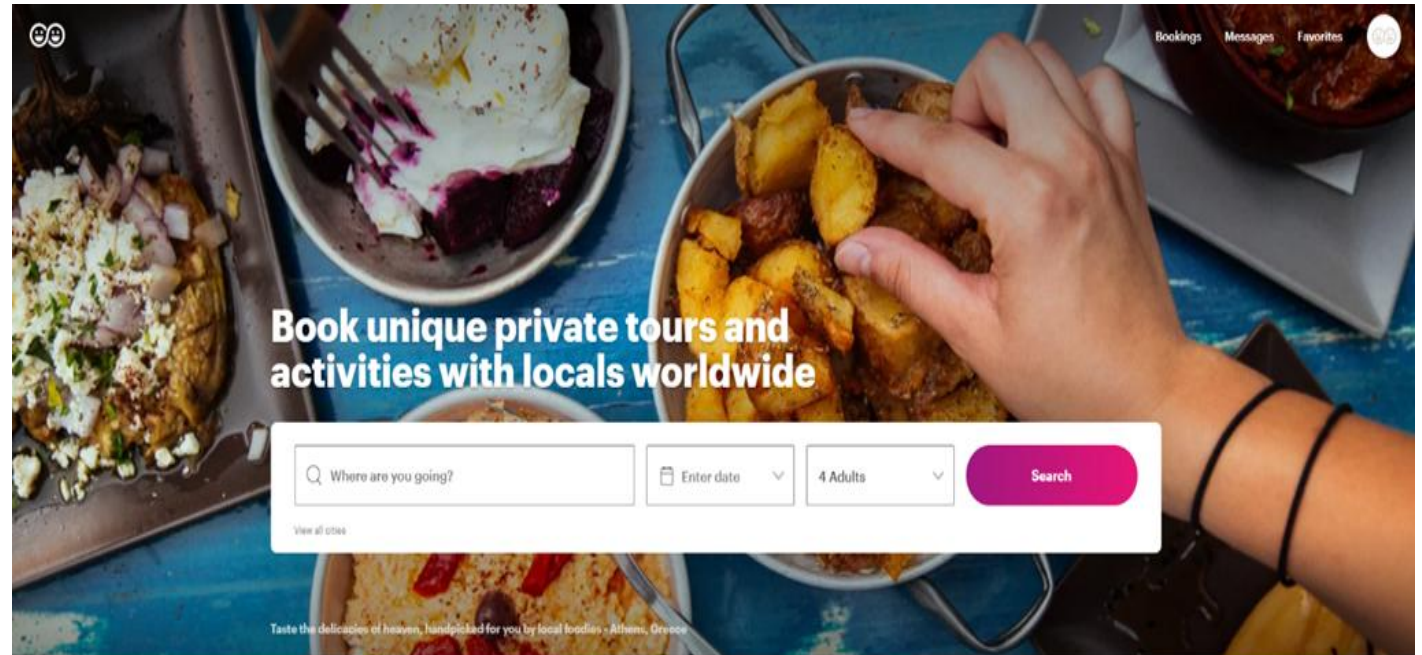 Bookings Messages Favorites
Book unique private tours and
activities with locals worldwide
Where are you going?
Enter date
4 Adults
Search
View all cities
Taste the delicacies of heaven, handpicked for you by local foodies - Athens, Greece